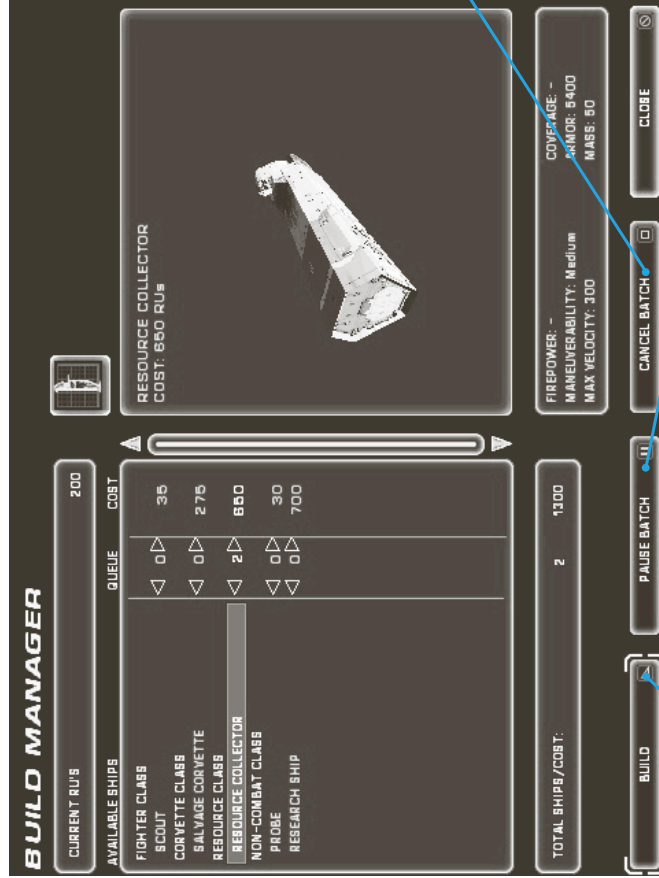 BUILD MANAGER
CURRENT RU'S 200
AVAILABLE SHIPS QUEUE COST
FIGHTER CLASS
SCOUT 0 35
CORVETTE CLASS
SALVAGE CORVETTE 0 275
RESOURCE CLASS
RESOURCE COLLECTOR 2 650
NON-COMBAT CLASS
PROBE 0 30
RESEARCH SHIP 0 700
TOTAL SHIPS/COST: 2 1300
RESOURCE COLLECTOR
COST: 650 RUs
FIREPOWER: - COVERAGE: -
MANEUVERABILITY: Medium ARMOR: 5400
MAX VELOCITY: 300 MASS: 50
BUILD PAUSE BATCH CANCEL BATCH CLOSE